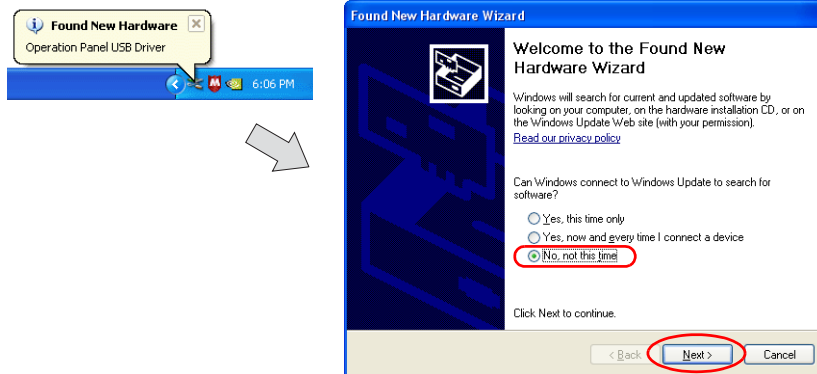 Found New Hardware
Operation Panel USB Driver
6:06 PM
Found New Hardware Wizard
Welcome to the Found New
Hardware Wizard
Windows will search for current and updated software by
looking on your computer, on the hardware installation CD, or on
the Windows Update Web site (with your permission).
Read our privacy policy
Can Windows connect to Windows Update to search for
software?
Yes, this time only
Yes, now and every time I connect a device
No, not this time
Click Next to continue.
< Back
Next >
Cancel